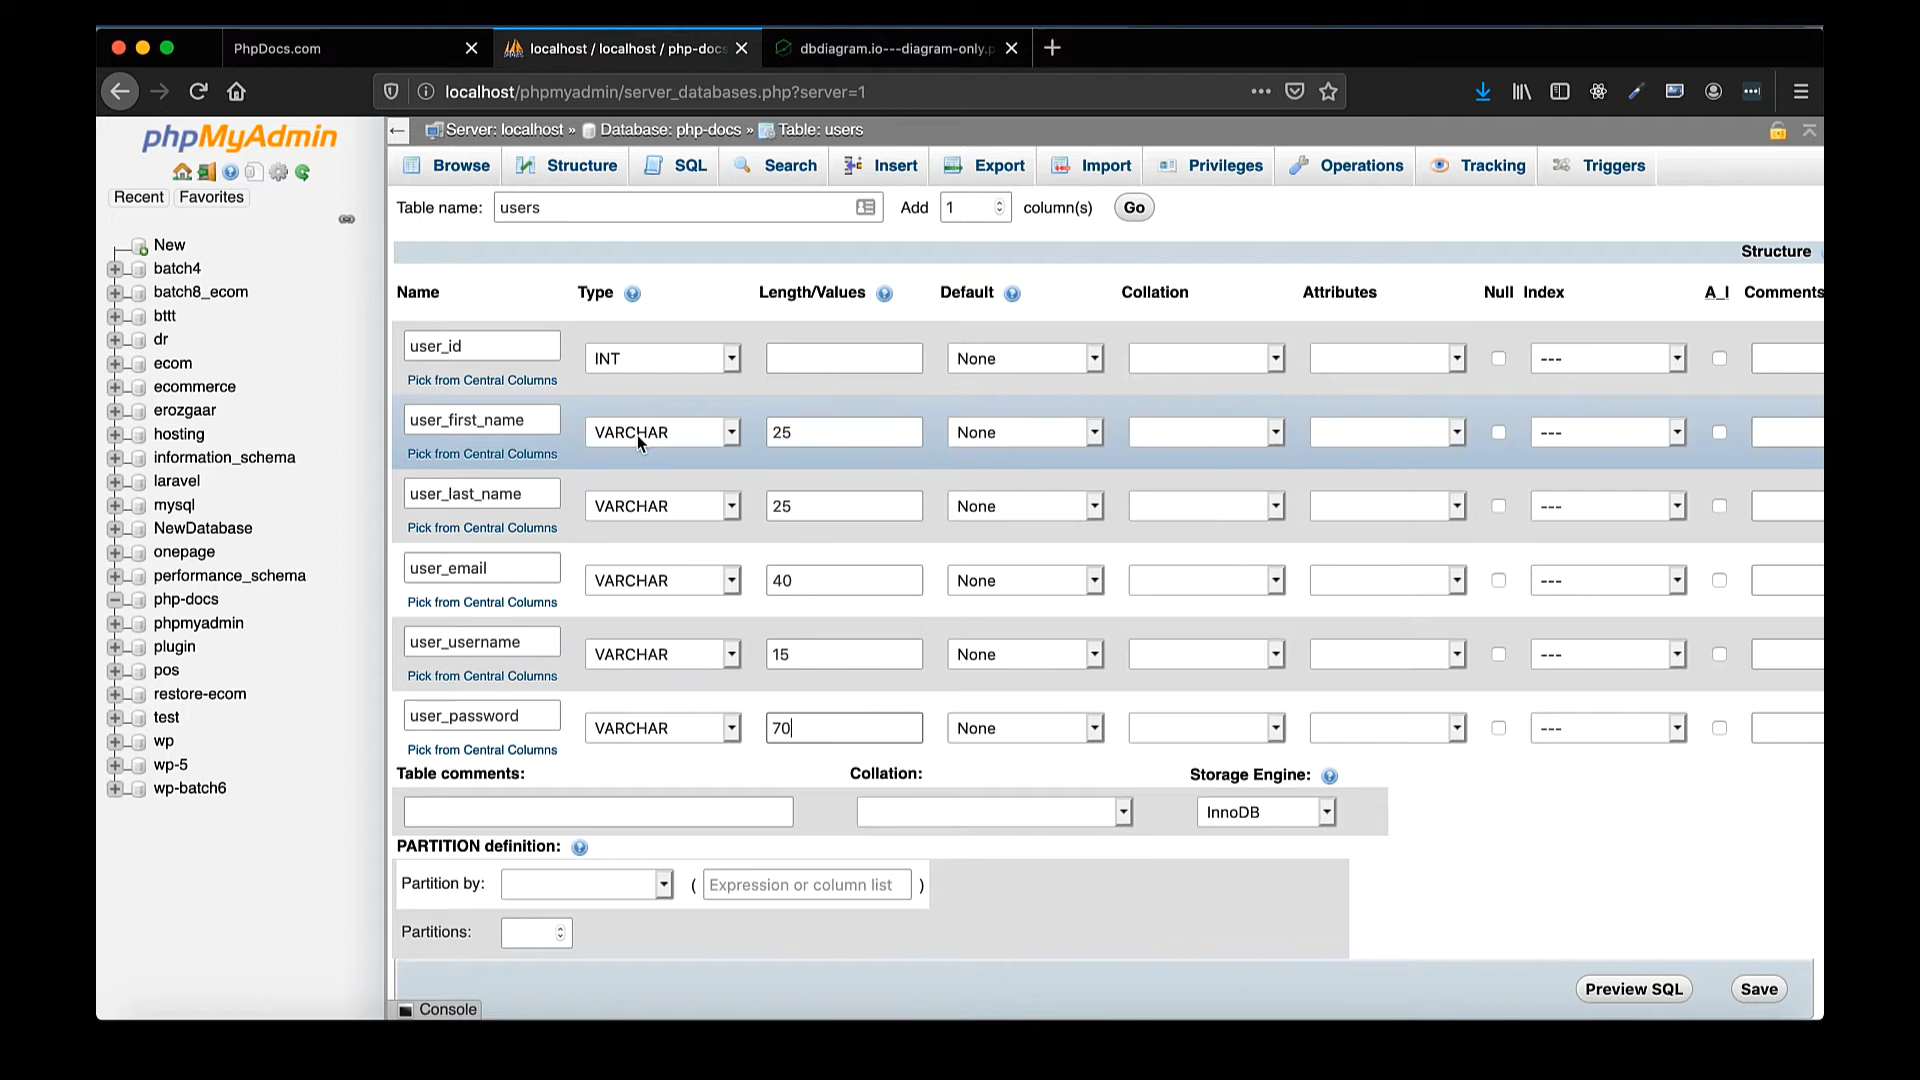 PhpDocs.com
localhost / localhost / php-docs
dbdiagram.io---diagram-only.p
localhost/phpmyadmin/server_databases.php?server=1
phpMyAdmin
Recent
Favorites
New
batch4
batch8_ecom
bttt
dr
ecom
ecommerce
erozgaar
hosting
information_schema
laravel
mysql
NewDatabase
onepage
performance_schema
php-docs
phpmyadmin
plugin
pos
restore-ecom
test
wp
wp-5
wp-batch6
Server: localhost » Database: php-docs » Table: users
Browse Structure SQL Search Insert Export Import Privileges Operations Tracking Triggers
Table name: users Add 1 column(s) Go
Structure
Name Type Length/Values Default Collation Attributes Null Index A_I Comments
user_id INT None ---
Pick from Central Columns
user_first_name VARCHAR 25 None ---
Pick from Central Columns
user_last_name VARCHAR 25 None ---
Pick from Central Columns
user_email VARCHAR 40 None ---
Pick from Central Columns
user_username VARCHAR 15 None ---
Pick from Central Columns
user_password VARCHAR 70 None ---
Pick from Central Columns
Table comments: Collation: Storage Engine:
InnoDB
PARTITION definition:
Partition by: ( Expression or column list )
Partitions:
Preview SQL Save
Console